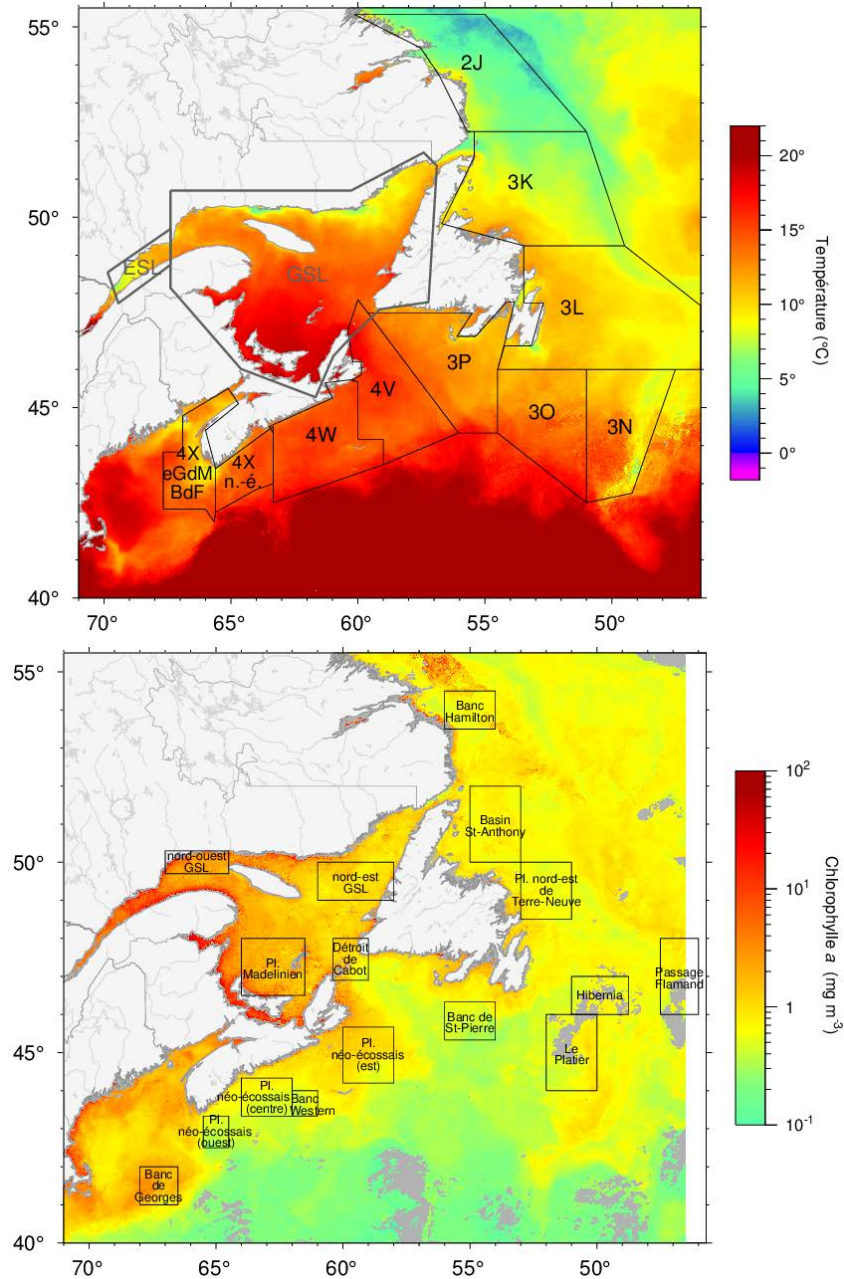 55°
50°
45°
40°
70°
65°
60°
55°
50°
2J
3K
ESL
GSL
3L
3P
4V
4W
3O
3N
4X
eGdM
BdF
4X
n.-é.
20°
15°
10°
5°
0°
Température (°C)
55°
50°
45°
40°
70°
65°
60°
55°
50°
Banc
Hamilton
Basin
St-Anthony
nord-ouest
GSL
nord-est
GSL
Pl. nord-est
de
Terre-Neuve
Pl.
Madelinien
Détroit
de
Cabot
Passage
Flamand
Hibernia
Banc de
St-Pierre
Le
Platier
Pl.
néo-écossais
(est)
Pl.
néo-écossais
(centre)
Banc
Western
Pl.
néo-écossais
(ouest)
Banc
de
Georges
10²
10¹
1
10⁻¹
Chlorophylle a (mg m⁻³)